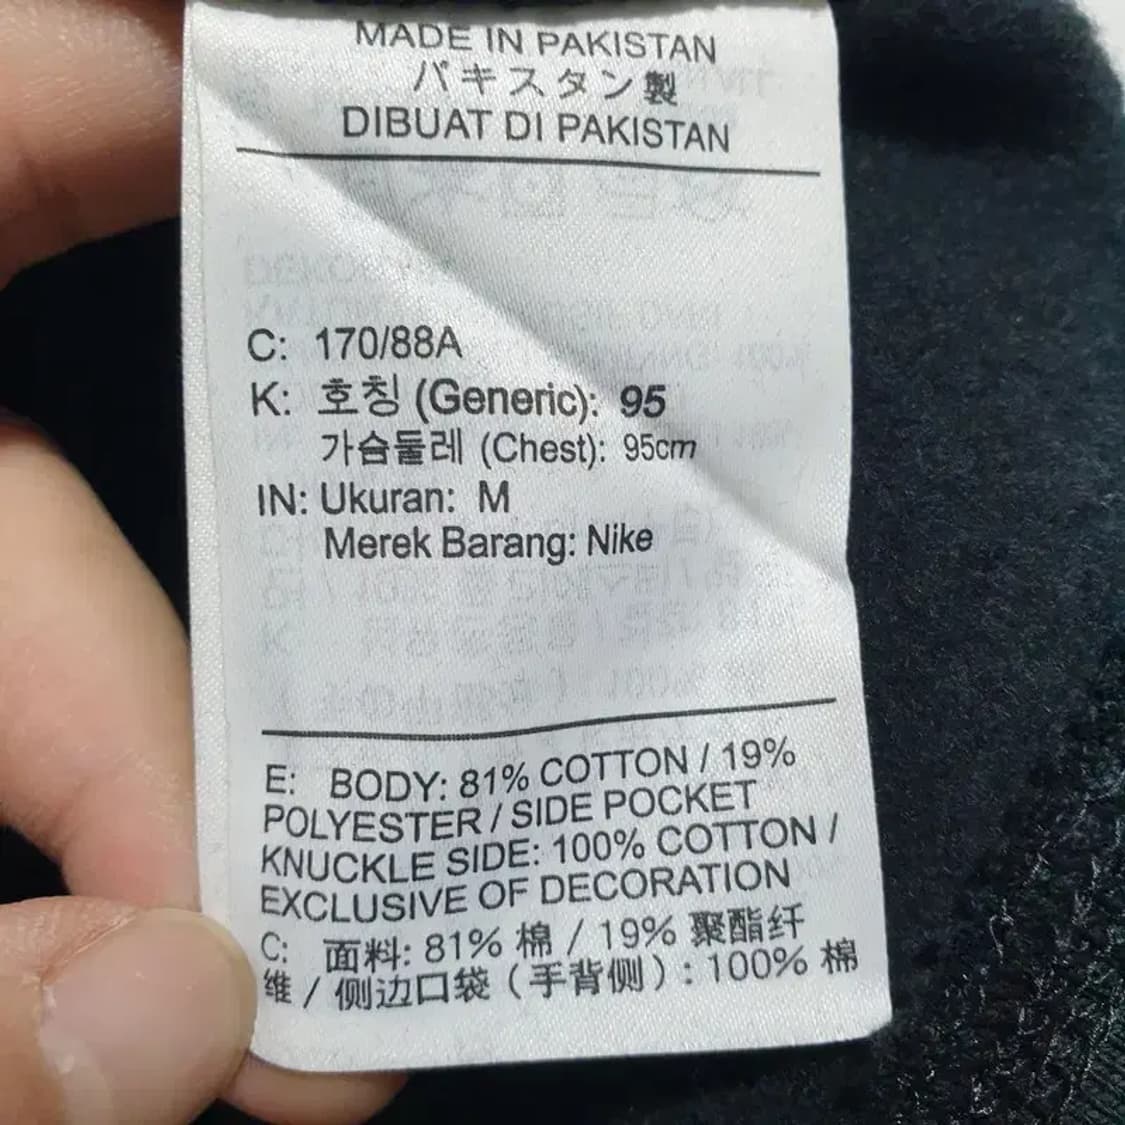 MADE IN PAKISTAN
パキスタン製
DIBUAT DI PAKISTAN
C: 170/88A
K: 호칭 (Generic): 95
가슴둘레 (Chest): 95cm
IN: Ukuran: M
Merek Barang: Nike
E: BODY: 81% COTTON / 19%
POLYESTER / SIDE POCKET
KNUCKLE SIDE: 100% COTTON /
EXCLUSIVE OF DECORATION
C: 面料: 81% 棉 / 19% 聚酯纤
维 / 侧边口袋 (手背侧) : 100% 棉